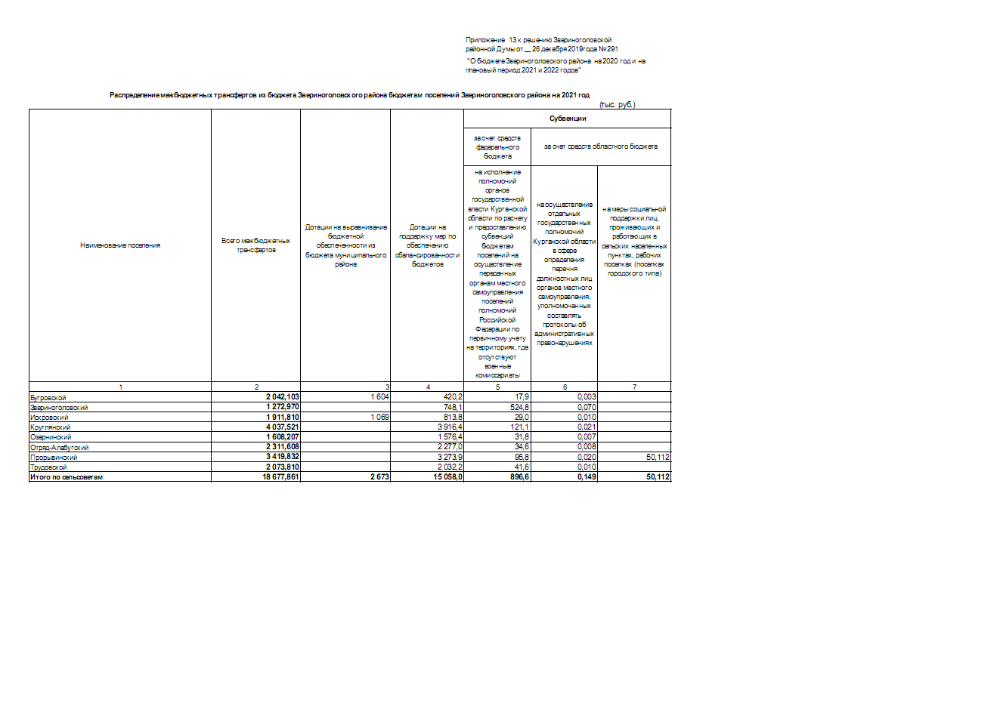 Приложение 13 к решению Звериноголовской
районной Думы от __ 26 декабря 2019года №291
"О бюджете Звериноголовского района на 2020 год и на
плановый период 2021 и 2022 годов"
Распределение межбюджетных трансфертов из бюджета Звериноголовского района бюджетам поселений Звериноголовского района на 2021 год
(тыс. руб.)
Наименование поселения
Всего межбюджетных
трансфертов
Дотации на выравнивание
бюджетной
обеспеченности из
бюджета муниципального
района
Дотации на
поддержку мер по
обеспечению
сбалансированности
бюджетов
Субвенции
за счет средств
федерального
бюджета
за счет средств областного бюджета
на исполнение
полномочий
органов
государственной
власти Курганской
области по расчету
и предоставлению
субвенций
бюджетам
поселений на
осуществление
переданных
органам местного
самоуправления
поселений
полномочий
Российской
Федерации по
первичному учету
на территориях, где
отсутствуют
военные
комиссариаты
на осуществление
отдельных
государственных
полномочий
Курганской области
в сфере
определения
перечня
должностных лиц
органов местного
самоуправления,
уполномоченных
составлять
протоколы об
административных
правонарушениях
на меры социальной
поддержки лиц,
проживающих и
работающих в
сельских населенных
пунктах, рабочих
поселках (поселках
городского типа)
1 2 3 4 5 6 7
Бугровской 2 042,103 1 604 420,2 17,9 0,003
Звериноголовский 1 272,970 748,1 524,8 0,070
Искровский 1 911,810 1 069 813,8 29,0 0,010
Круглянский 4 037,521 3 916,4 121,1 0,021
Озернинский 1 608,207 1 576,4 31,8 0,007
Отряд-Алабугский 2 311,608 2 277,0 34,6 0,008
Прорывинский 3 419,832 3 273,9 95,8 0,020 50,112
Трудовской 2 073,810 2 032,2 41,6 0,010
Итого по сельсоветам 18 677,861 2 673 15 058,0 896,6 0,149 50,112